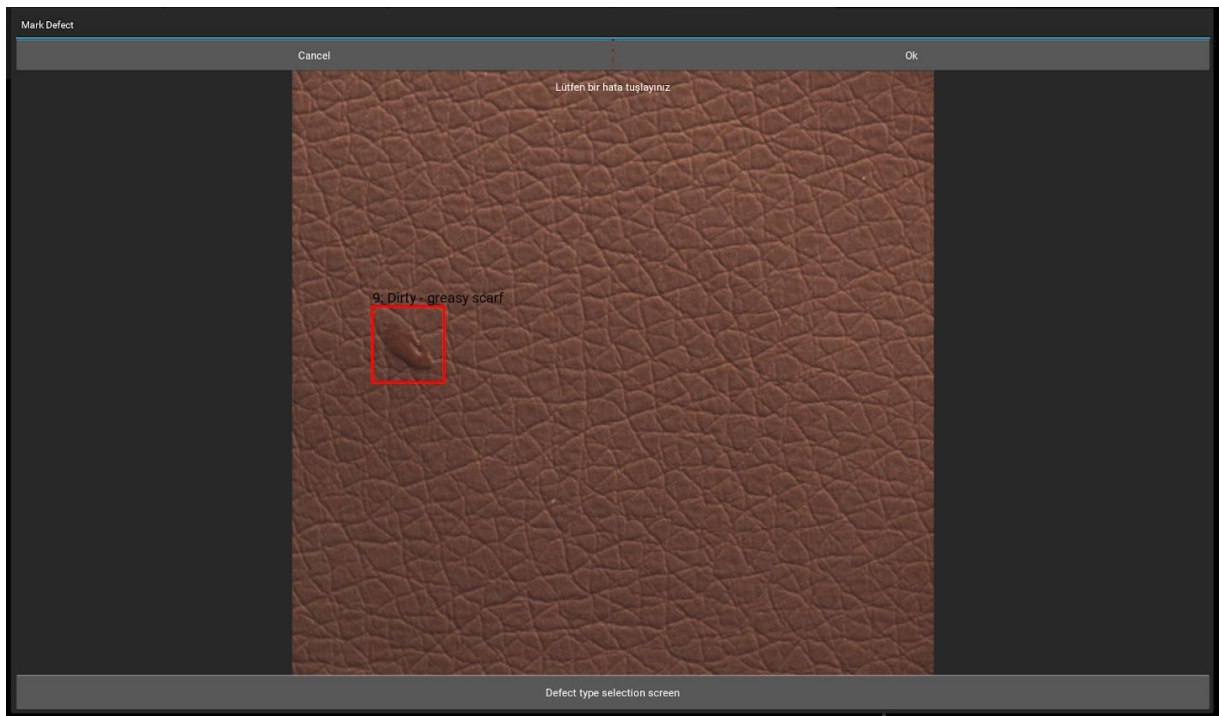 Mark Defect
Cancel
Ok
Lütfen bir hata tuşlayınız
9: Dirty - greasy scarf
Defect type selection screen